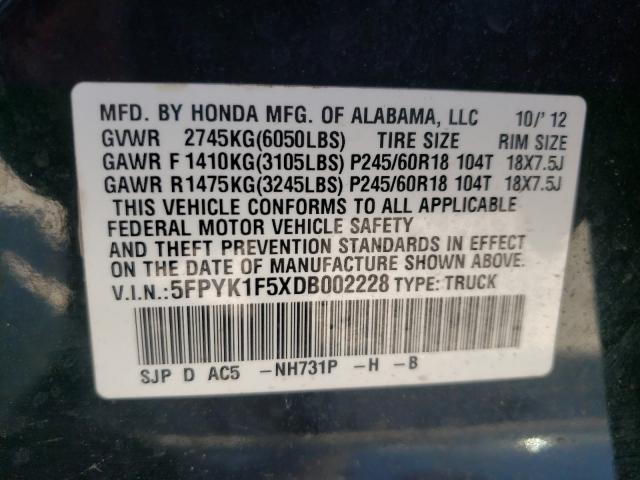 MFD. BY HONDA MFG. OF ALABAMA, LLC 10/'12
GVWR 2745KG(6050LBS) TIRE SIZE RIM SIZE
GAWR F 1410KG(3105LBS) P245/60R18 104T 18X7.5J
GAWR R1475KG(3245LBS) P245/60R18 104T 18X7.5J
THIS VEHICLE CONFORMS TO ALL APPLICABLE
FEDERAL MOTOR VEHICLE SAFETY
AND THEFT PREVENTION STANDARDS IN EFFECT
ON THE DATE OF MANUFACTURE SHOWN ABOVE.
V.I.N.:5FPYK1F5XDB002228 TYPE: TRUCK
SJP D AC5 -NH731P -H -B